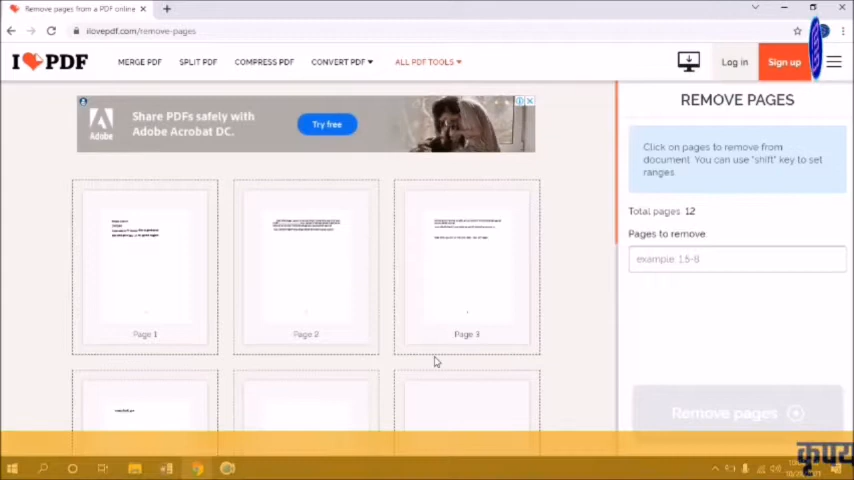 Remove pages from a PDF online
ilovepdf.com/remove-pages
I PDF
MERGE PDF
SPLIT PDF
COMPRESS PDF
CONVERT PDF
ALL PDF TOOLS
Log in
Sign up
Adobe
Share PDFs safely with
Adobe Acrobat DC.
Try free
REMOVE PAGES
Click on pages to remove from
document. You can use "shift" key to set
ranges.
Total pages: 12
Pages to remove:
example: 1,5-8
Page 1
Page 2
Page 3
Remove pages
कृपय